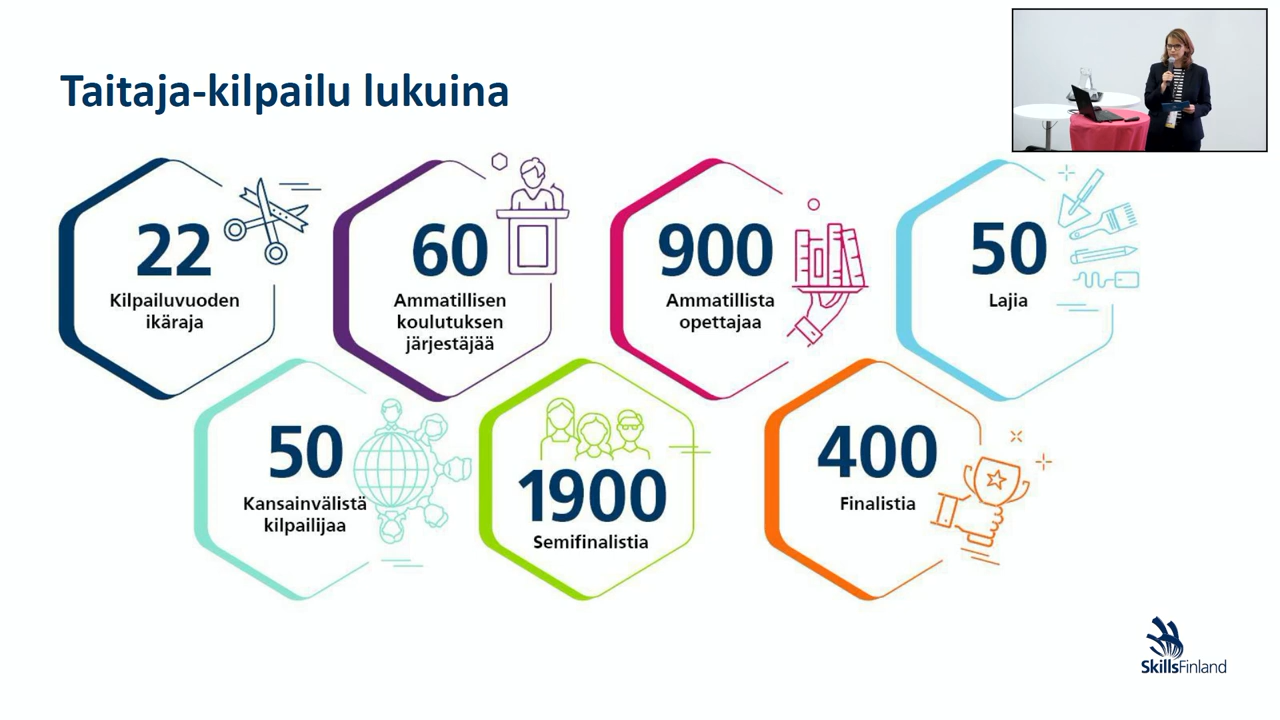 Taitaja-kilpailu lukuina
22
Kilpailuvuoden
ikäraja
60
Ammatillisen
koulutuksen
järjestäjää
900
Ammatillista
opettajaa
50
Lajia
50
Kansainvälistä
kilpailijaa
1900
Semifinalistia
400
Finalistia
SkillsFinland